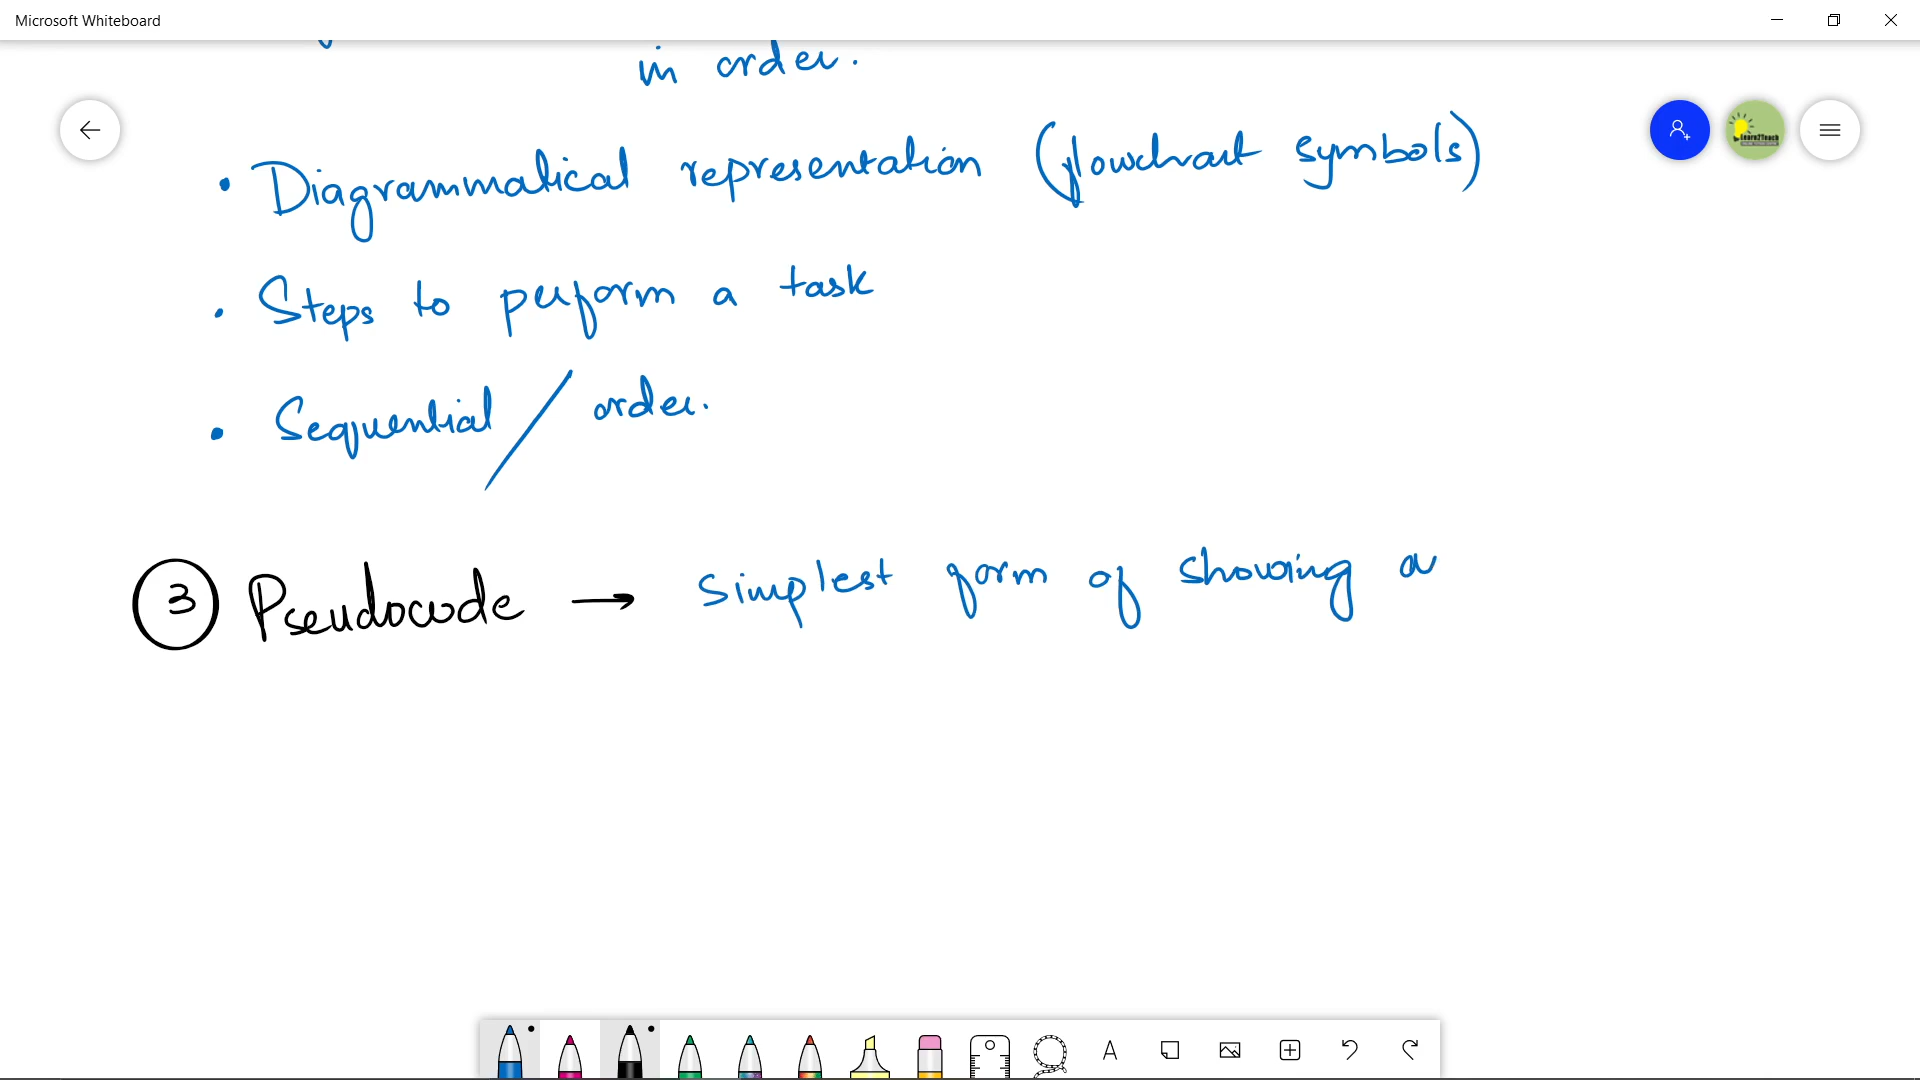 Microsoft Whiteboard
in order.
• Diagrammatical representation (flowchart symbols)
Learn2Teach
• Steps to perform a task
• Sequential / order.
3 Pseudocode → Simplest form of showing a
A